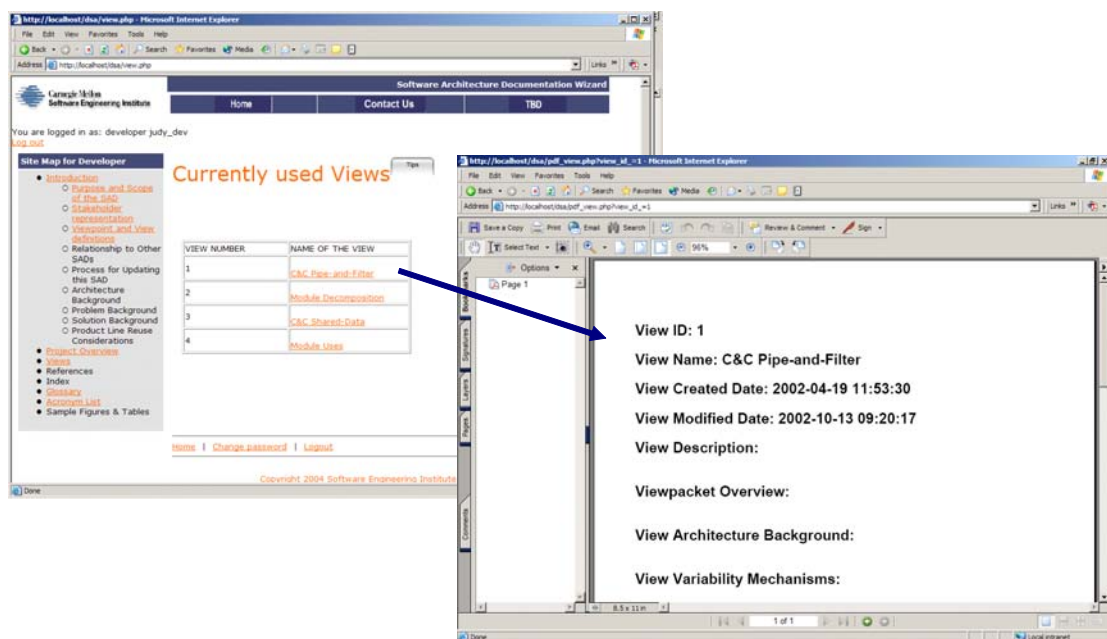 http://localhost/dsa/view.php - Microsoft Internet Explorer
File Edit View Favorites Tools Help
Back Search Favorites Media
Address http://localhost/dsa/view.php Links
Carnegie Mellon
Software Engineering Institute
Software Architecture Documentation Wizard
Home Contact Us TBD
You are logged in as: developer judy_dev
Log out
Site Map for Developer
Introduction
Purpose and Scope
of the SAD
Stakeholder
representation
Viewpoint and View
definitions
Relationship to Other
SADs
Process for Updating
this SAD
Architecture
Background
Problem Background
Solution Background
Product Line Reuse
Considerations
Project Overview
Views
References
Index
Glossary
Acronym List
Sample Figures & Tables
Currently used Views
Tips
VIEW NUMBER NAME OF THE VIEW
1 C&C Pipe-and-Filter
2 Module Decomposition
3 C&C Shared-Data
4 Module Uses
Home | Change password | Logout
Copyright 2004 Software Engineering Institute
Done
http://localhost/dsa/pdf_view.php?view_id_=1 - Microsoft Internet Explorer
File Edit View Favorites Tools Help
Back Search Favorites Media
Address http://localhost/dsa/pdf_view.php?view_id_=1 Links
Save a Copy Print Email Search Review & Comment Sign
Select Text 96%
Options
Page 1
Bookmarks
Signatures
Layers
Pages
Comments
View ID: 1
View Name: C&C Pipe-and-Filter
View Created Date: 2002-04-19 11:53:30
View Modified Date: 2002-10-13 09:20:17
View Description:
Viewpacket Overview:
View Architecture Background:
View Variability Mechanisms:
8.5 x 11 in
1 of 1
Done Local intranet